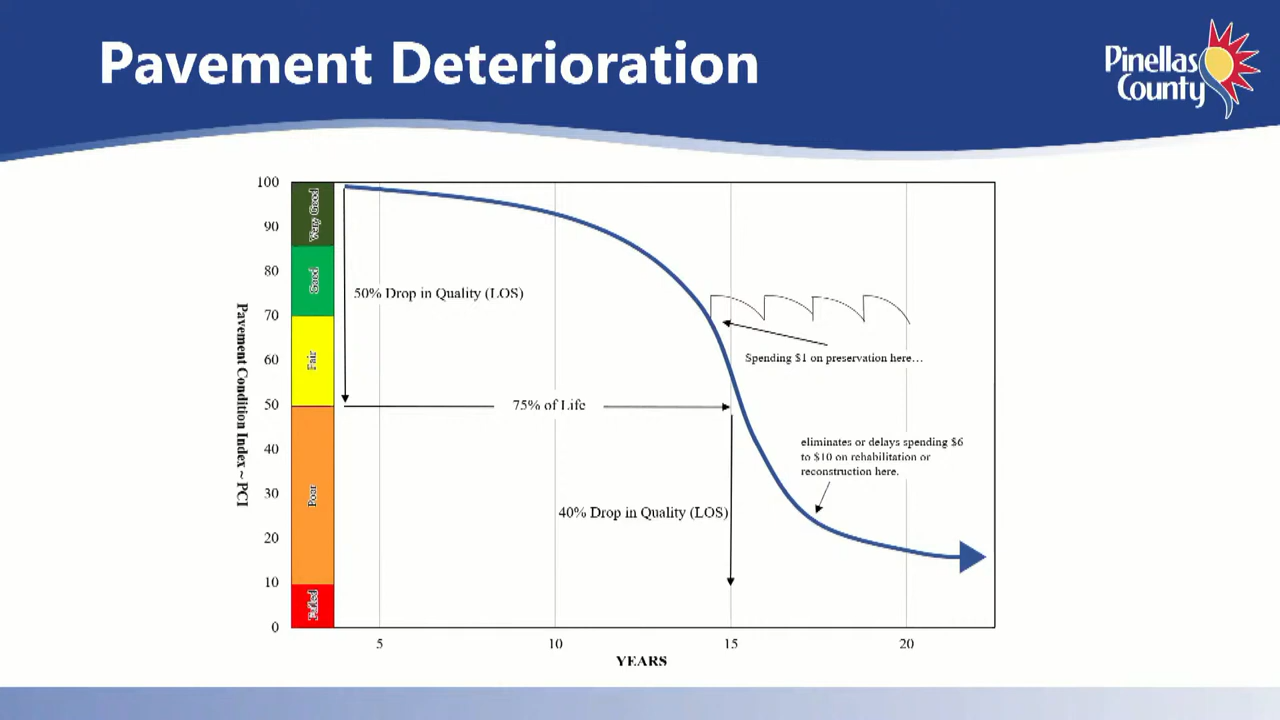 Pavement Deterioration
Pinellas
County
100
90
80
70
60
50
40
30
20
10
0
Very Good
Good
Fair
Poor
Failed
Pavement Condition Index ~ PCI
50% Drop in Quality (LOS)
Spending $1 on preservation here...
75% of Life
eliminates or delays spending $6
to $10 on rehabilitation or
reconstruction here.
40% Drop in Quality (LOS)
5
10
15
20
YEARS